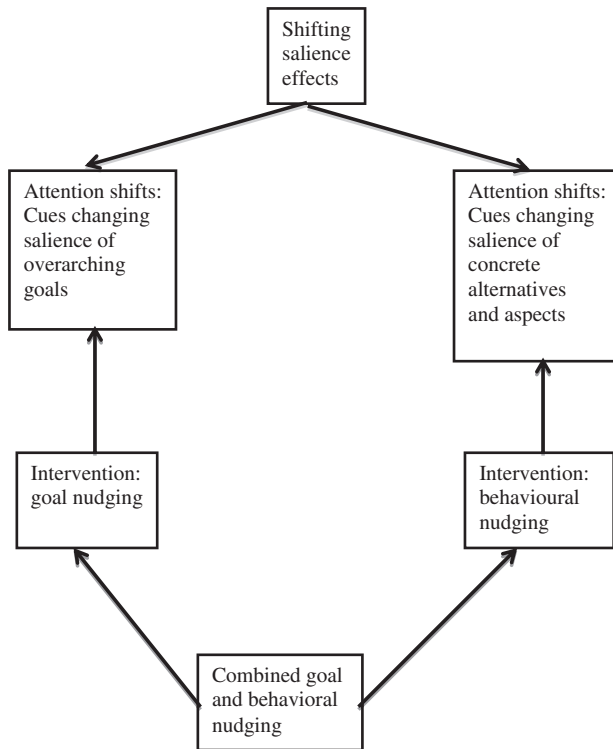 Shifting
salience
effects
Attention shifts:
Cues changing
salience of
overarching
goals
Attention shifts:
Cues changing
salience of
concrete
alternatives
and aspects
Intervention:
goal nudging
Intervention:
behavioural
nudging
Combined goal
and behavioral
nudging